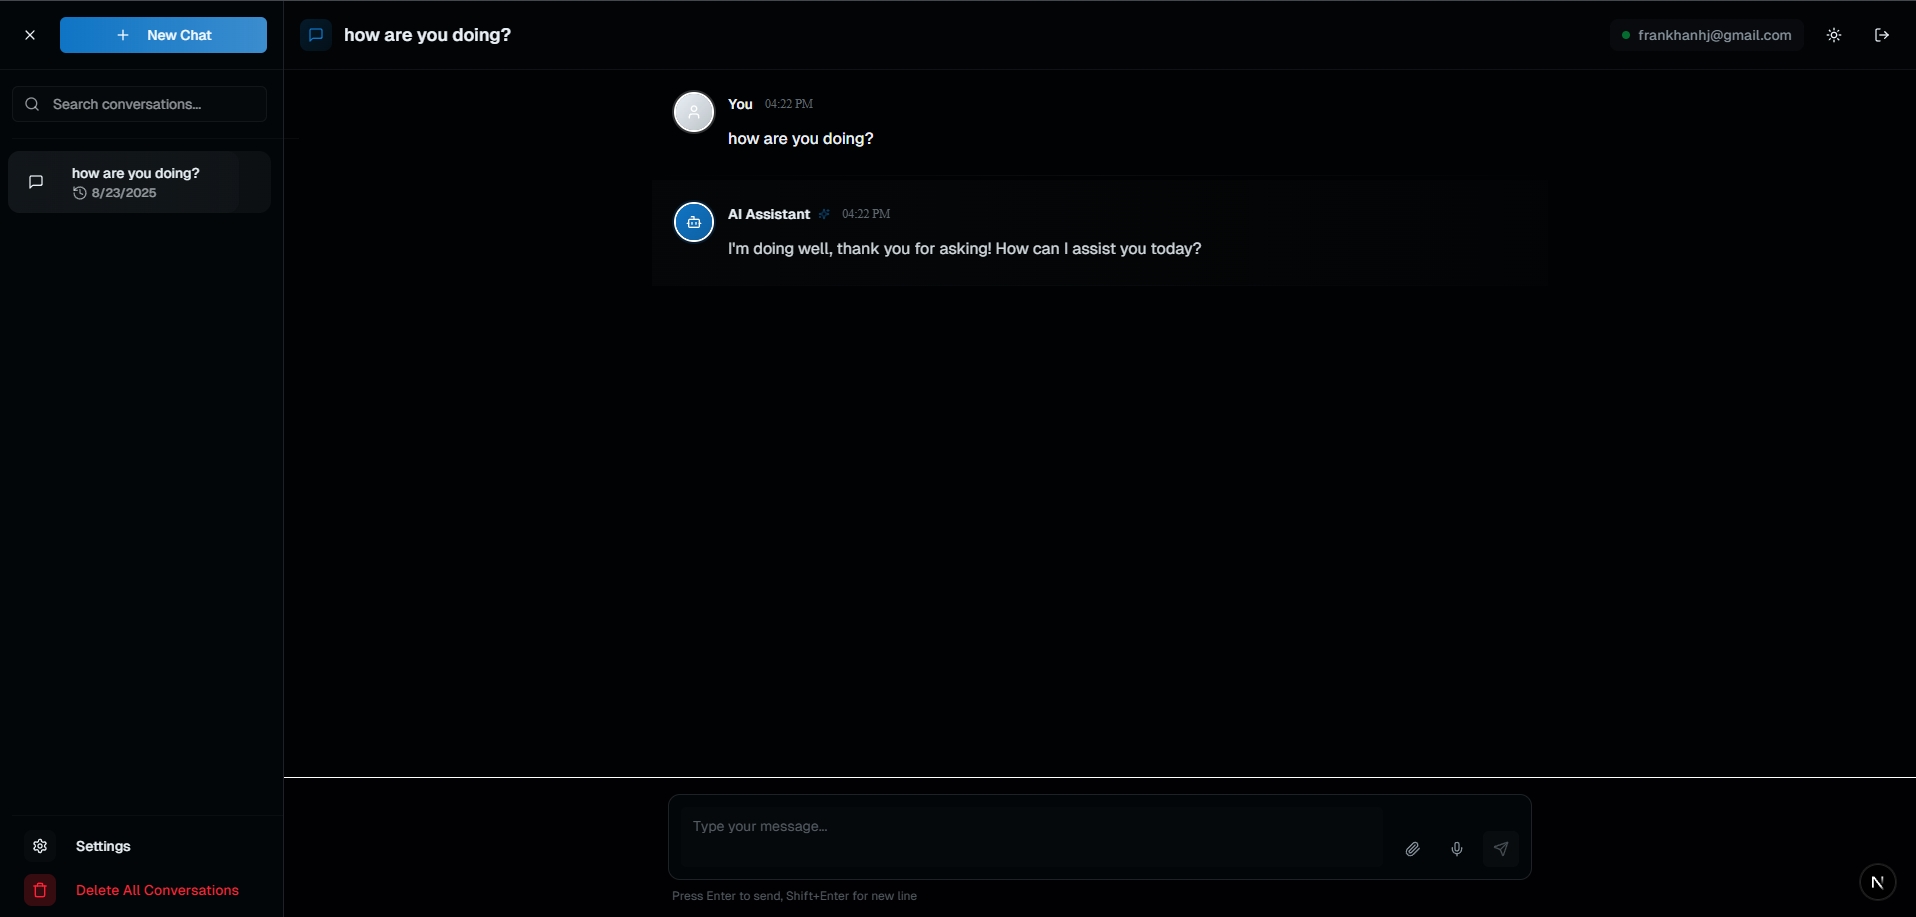 New Chat
how are you doing?
frankhanhj@gmail.com
Search conversations...
how are you doing?
8/23/2025
You 04:22 PM
how are you doing?
AI Assistant 04:22 PM
I'm doing well, thank you for asking! How can I assist you today?
Settings
Delete All Conversations
Type your message...
Press Enter to send, Shift+Enter for new line
N